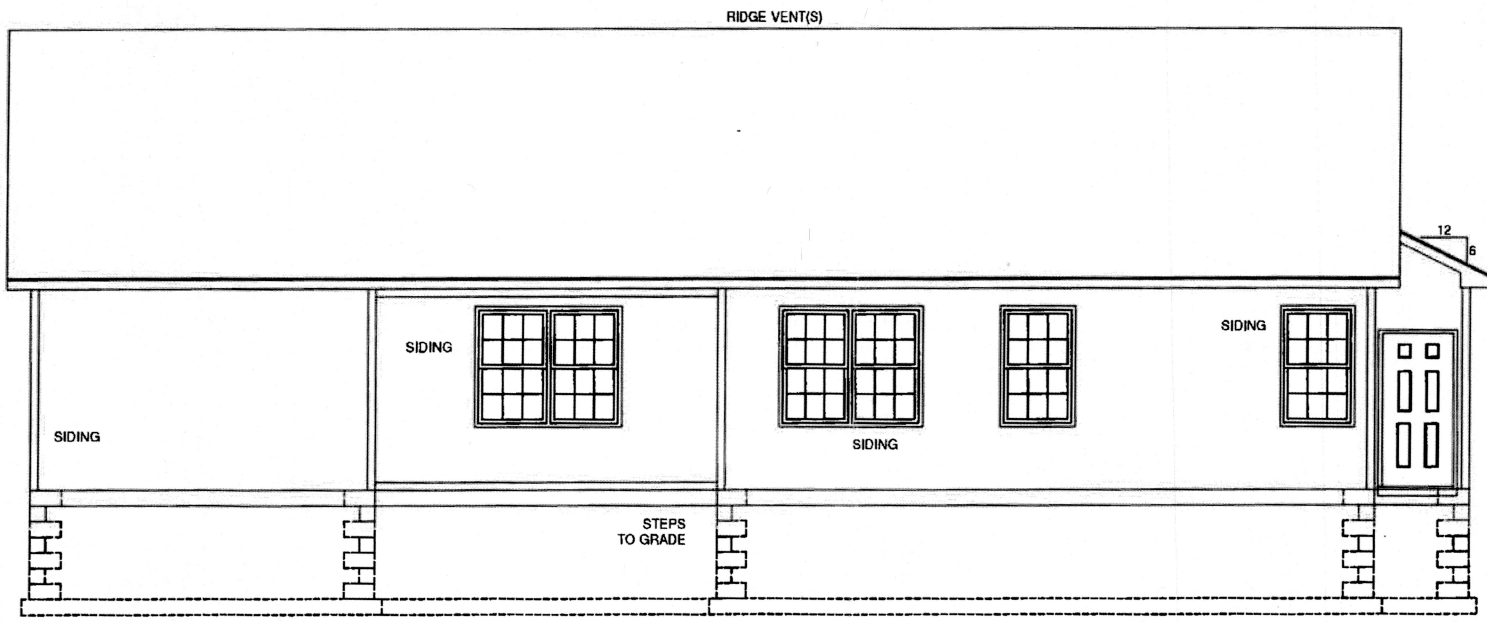 RIDGE VENT(S)
12
6
SIDING
SIDING
SIDING
SIDING
STEPS
TO GRADE